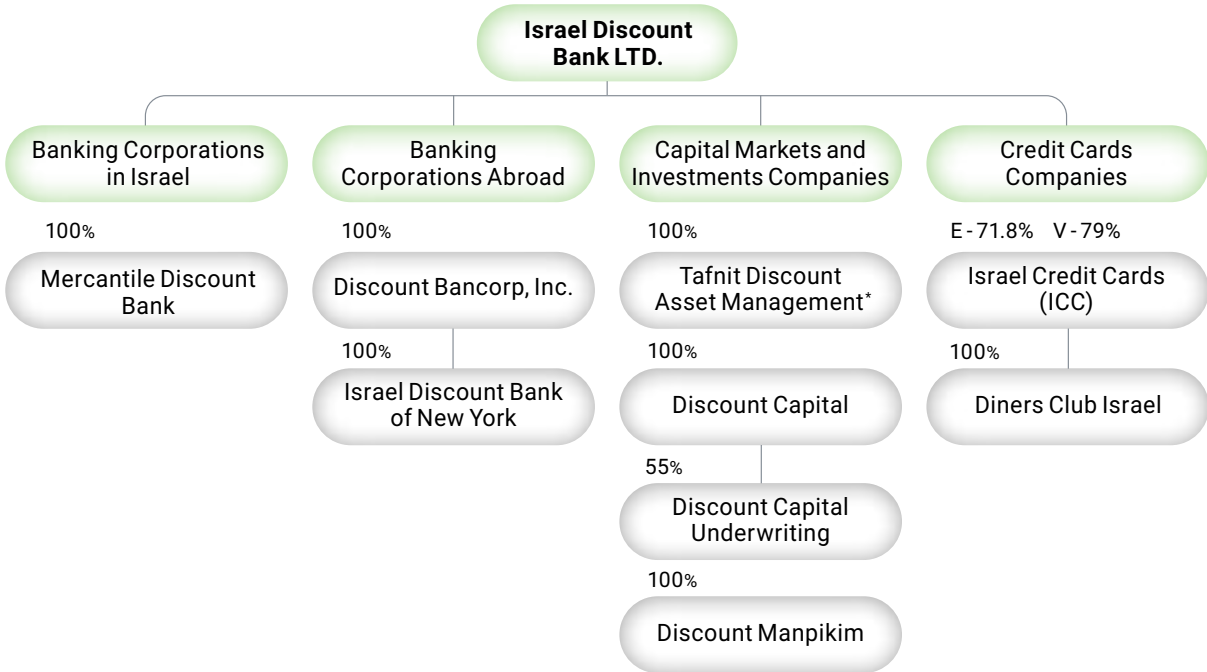 Israel Discount
Bank LTD.
Banking Corporations
in Israel
100%
Mercantile Discount
Bank
Banking
Corporations Abroad
100%
Discount Bancorp, Inc.
100%
Israel Discount Bank
of New York
Capital Markets and
Investments Companies
100%
Tafnit Discount
Asset Management*
100%
Discount Capital
55%
Discount Capital
Underwriting
100%
Discount Manpikim
Credit Cards
Companies
E - 71.8% V - 79%
Israel Credit Cards
(ICC)
100%
Diners Club Israel